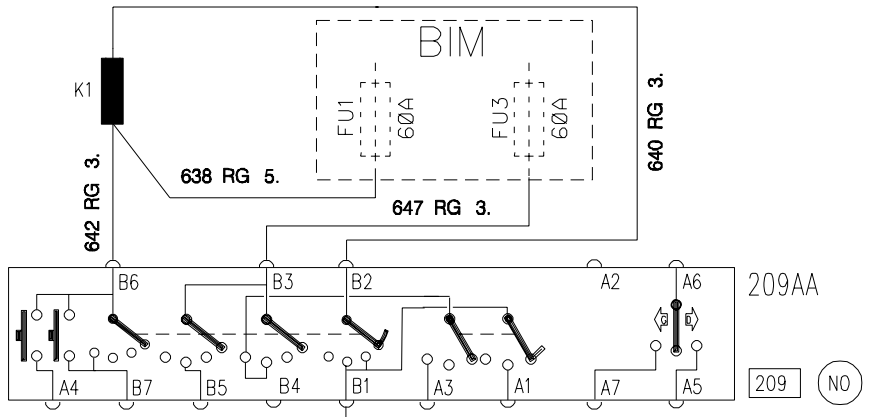 BIM
K1
FU1
60A
FU3
60A
642 RG 3.
638 RG 5.
647 RG 3.
640 RG 3.
B6
B3
B2
A2
A6
209AA
G
D
A4
B7
B5
B4
B1
A3
A1
A7
A5
209
NO